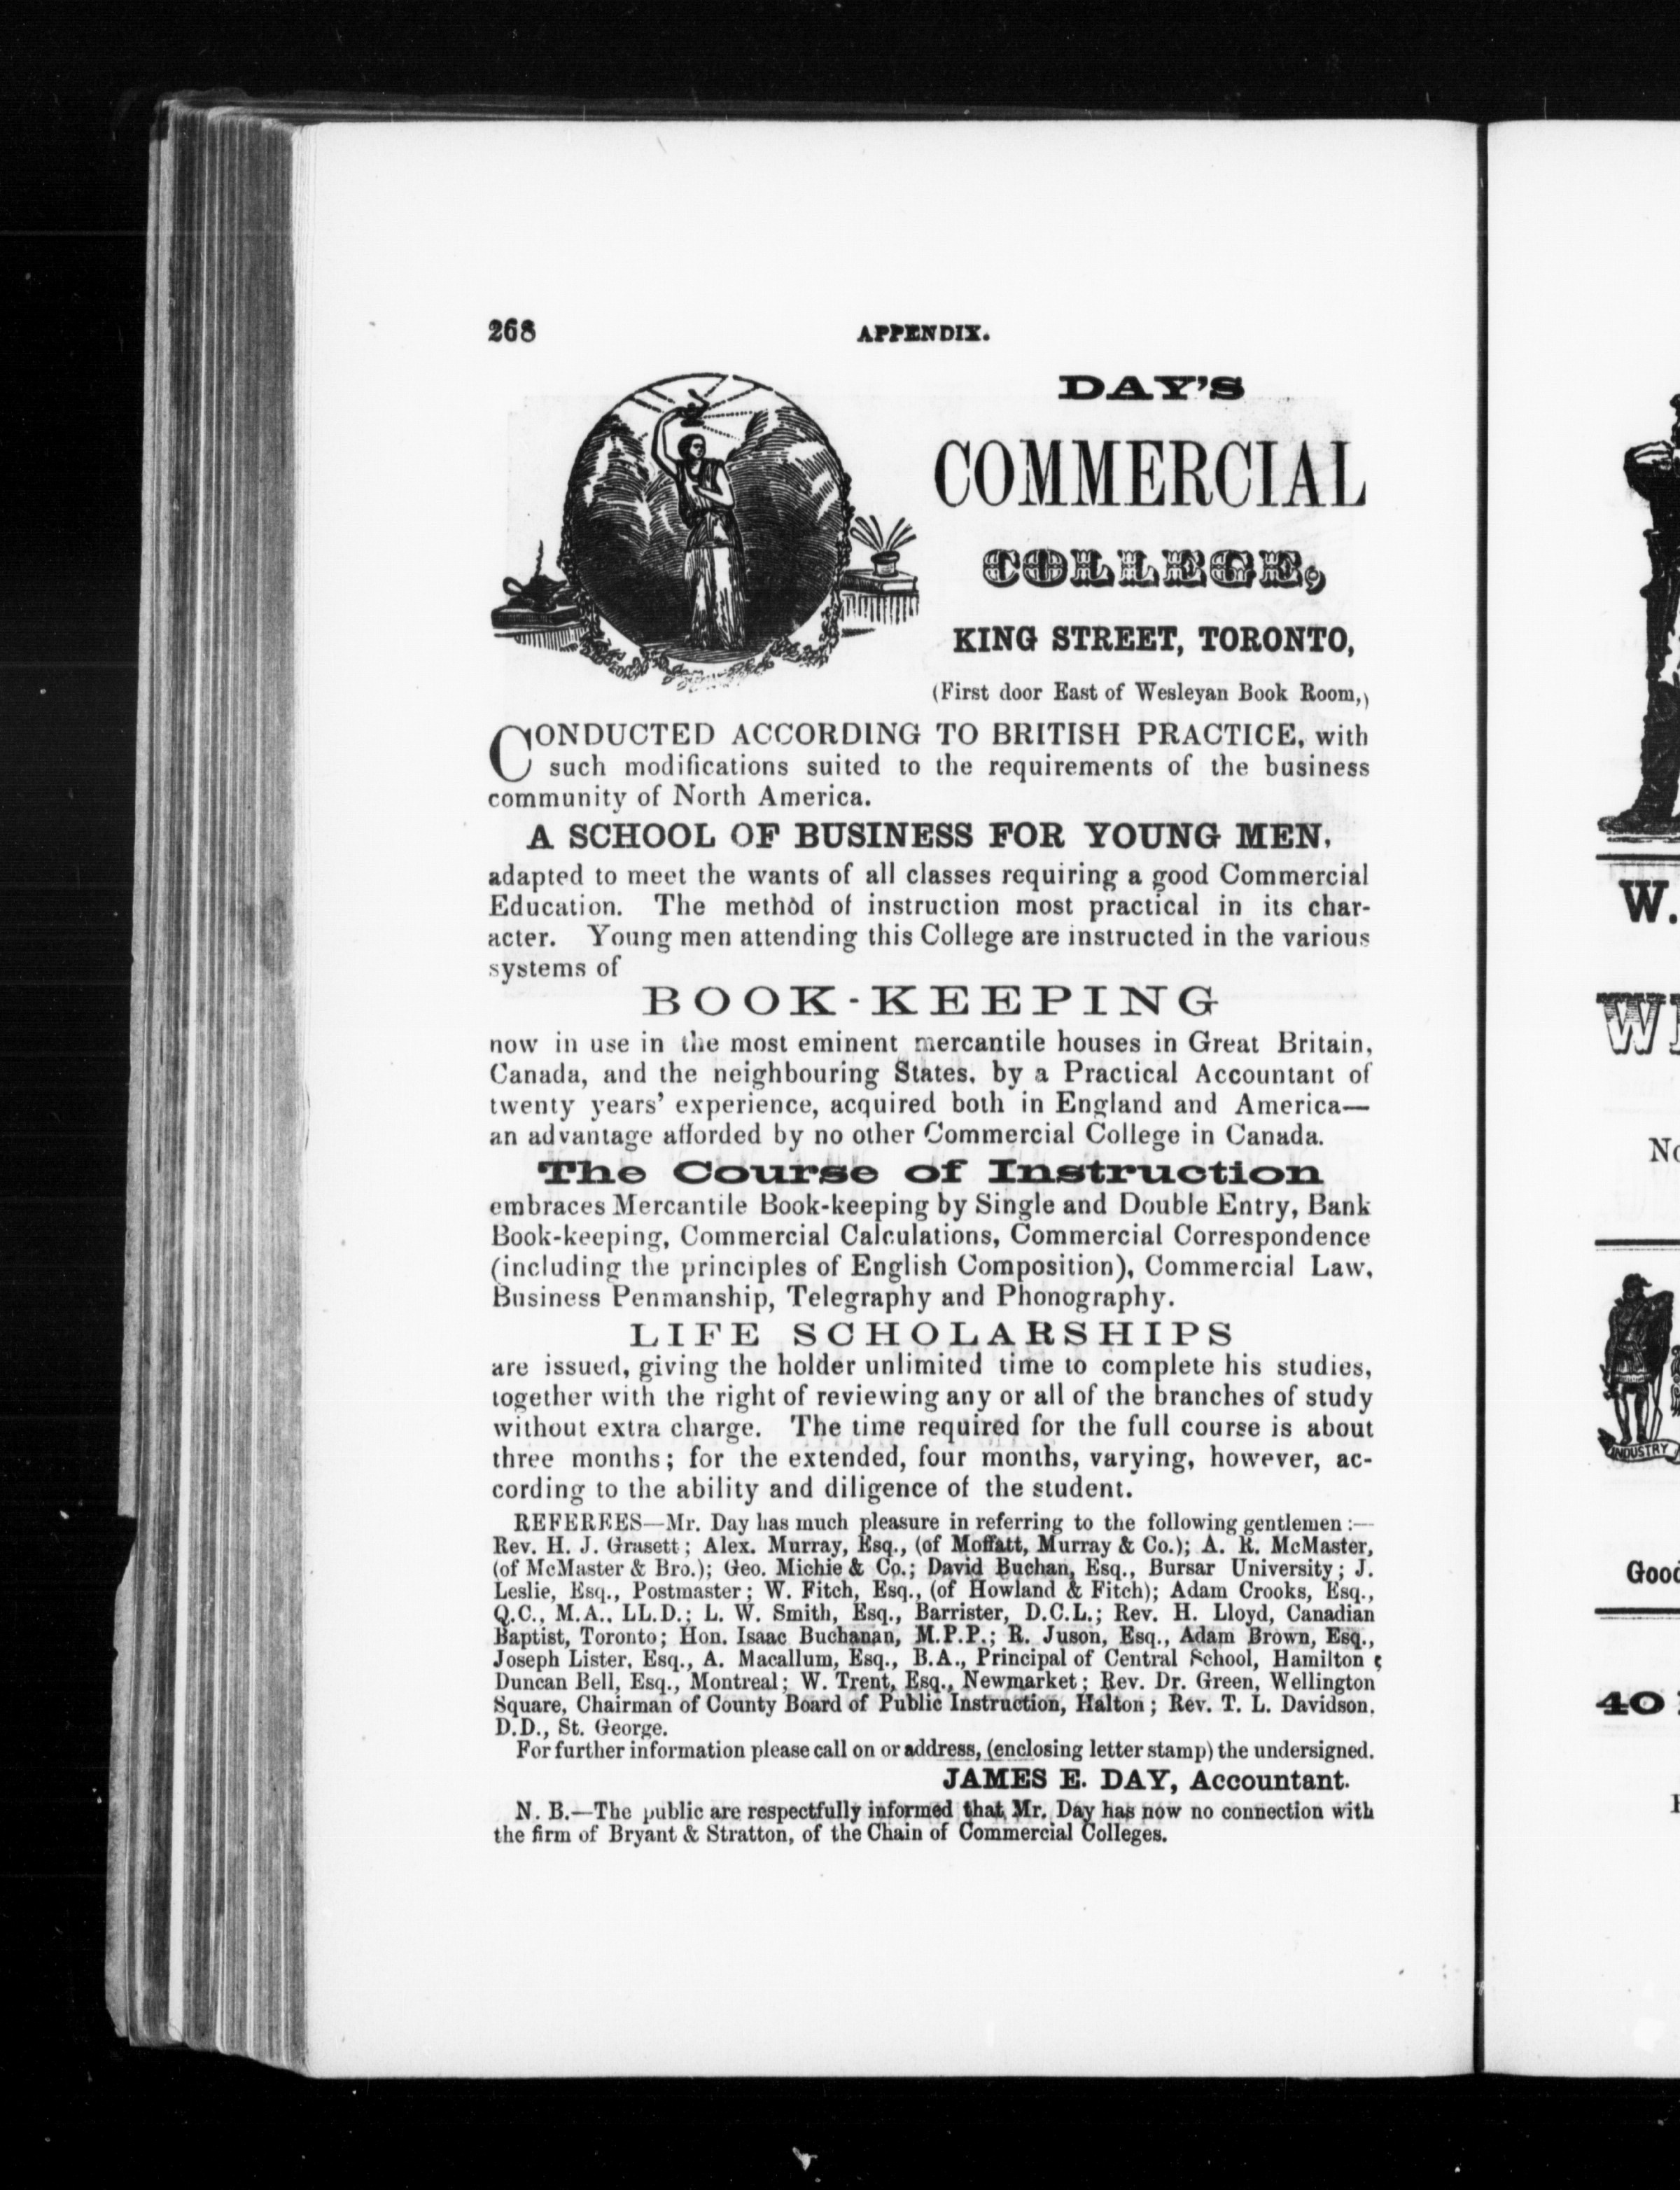 268
APPENDIX.
DAY'S
COMMERCIAL
COLLEGE,
KING STREET, TORONTO,
(First door East of Wesleyan Book Room,)
CONDUCTED ACCORDING TO BRITISH PRACTICE, with
such modifications suited to the requirements of the business
community of North America.
A SCHOOL OF BUSINESS FOR YOUNG MEN,
adapted to meet the wants of all classes requiring a good Commercial
Education. The method of instruction most practical in its char-
acter. Young men attending this College are instructed in the various
systems of
BOOK-KEEPING
now in use in the most eminent mercantile houses in Great Britain,
Canada, and the neighbouring States, by a Practical Accountant of
twenty years' experience, acquired both in England and America—
an advantage afforded by no other Commercial College in Canada.
The Course of Instruction
embraces Mercantile Book-keeping by Single and Double Entry, Bank
Book-keeping, Commercial Calculations, Commercial Correspondence
(including the principles of English Composition), Commercial Law,
Business Penmanship, Telegraphy and Phonography.
LIFE SCHOLARSHIPS
are issued, giving the holder unlimited time to complete his studies,
together with the right of reviewing any or all of the branches of study
without extra charge. The time required for the full course is about
three months; for the extended, four months, varying, however, ac-
cording to the ability and diligence of the student.
REFEREES—Mr. Day has much pleasure in referring to the following gentlemen:—
Rev. H. J. Grasett; Alex. Murray, Esq., (of Moffatt, Murray & Co.); A. R. McMaster,
(of McMaster & Bro.); Geo. Michie & Co.; David Buchan, Esq., Bursar University; J.
Leslie, Esq., Postmaster; W. Fitch, Esq., (of Howland & Fitch); Adam Crooks, Esq.,
Q.C., M.A., LL.D.; L. W. Smith, Esq., Barrister, D.C.L.; Rev. H. Lloyd, Canadian
Baptist, Toronto; Hon. Isaac Buchanan, M.P.P.; R. Juson, Esq., Adam Brown, Esq.,
Joseph Lister, Esq., A. Macallum, Esq., B.A., Principal of Central School, Hamilton;
Duncan Bell, Esq., Montreal; W. Trent, Esq., Newmarket; Rev. Dr. Green, Wellington
Square, Chairman of County Board of Public Instruction, Halton; Rev. T. L. Davidson,
D.D., St. George.
For further information please call on or address, (enclosing letter stamp) the undersigned.
JAMES E. DAY, Accountant.
N. B.—The public are respectfully informed that Mr. Day has now no connection with
the firm of Bryant & Stratton, of the Chain of Commercial Colleges.
W.
INDUSTRY
40